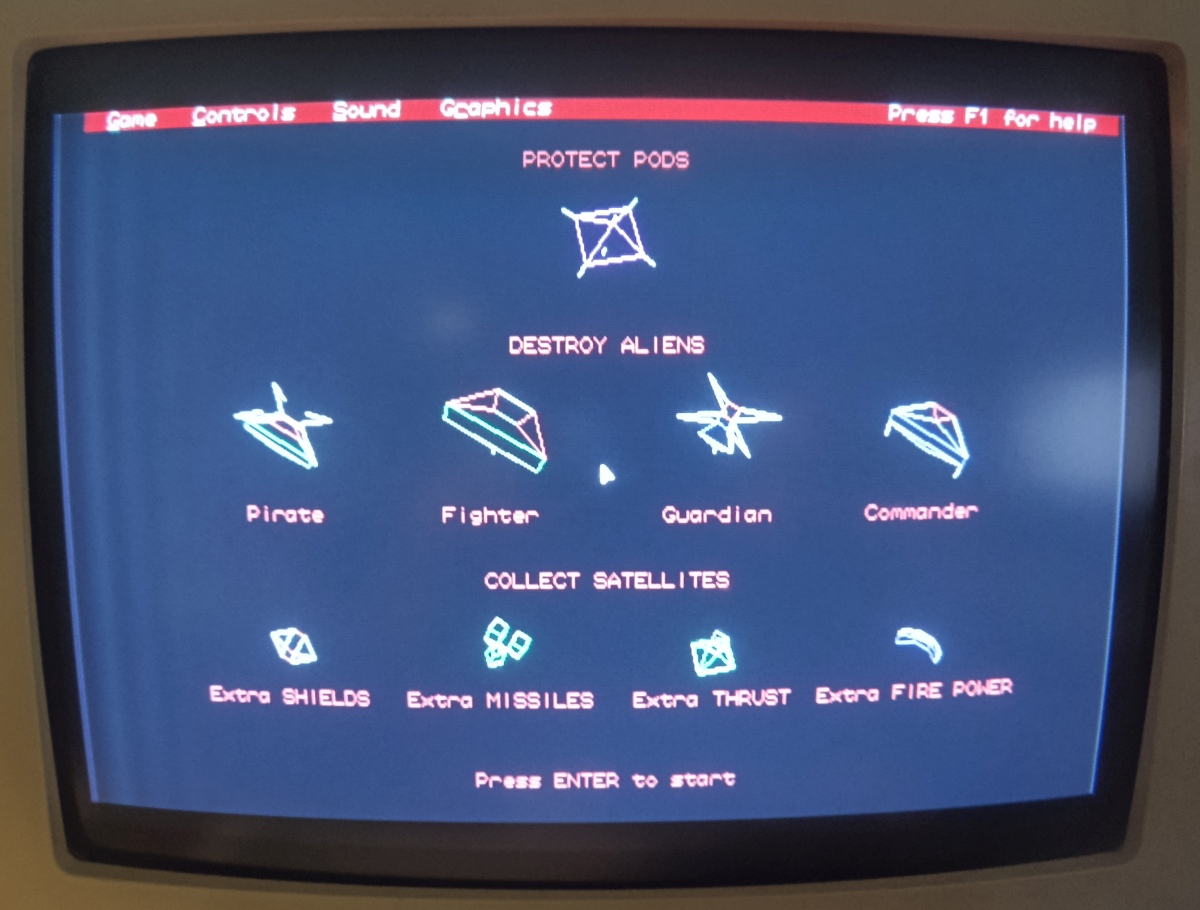 Game Controls Sound Graphics Press F1 for help
PROTECT PODS
DESTROY ALIENS
Pirate Fighter Guardian Commander
COLLECT SATELLITES
Extra SHIELDS Extra MISSILES Extra THRUST Extra FIRE POWER
Press ENTER to start